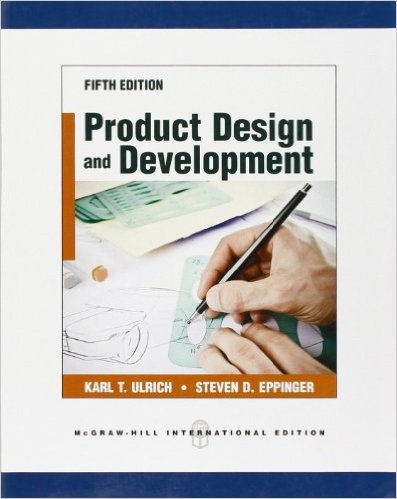 FIFTH EDITION
Product Design
and Development
KARL T. ULRICH • STEVEN D. EPPINGER
McGRAW-HILL INTERNATIONAL EDITION